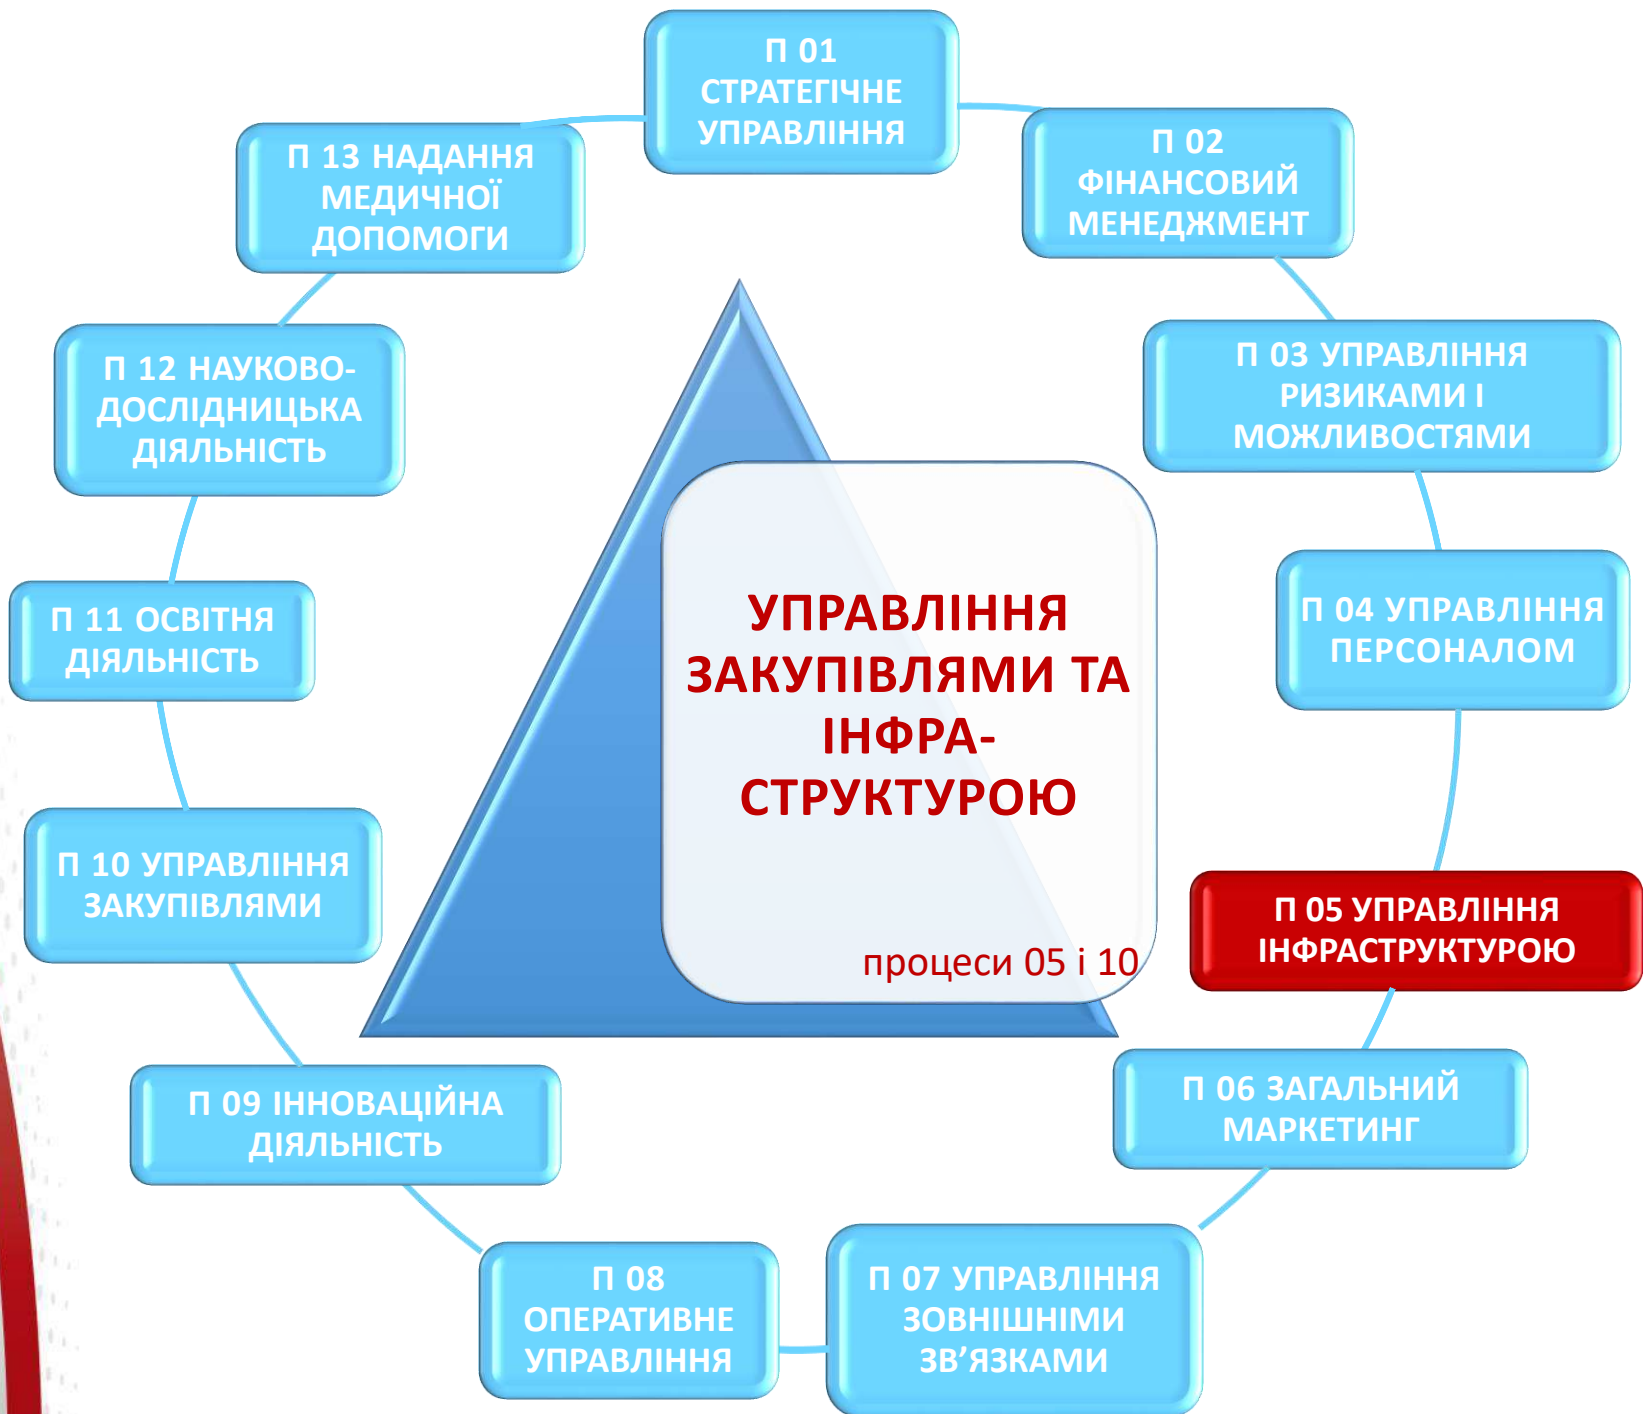 П 01
СТРАТЕГІЧНЕ
УПРАВЛІННЯ
П 02
ФІНАНСОВИЙ
МЕНЕДЖМЕНТ
П 03 УПРАВЛІННЯ
РИЗИКАМИ І
МОЖЛИВОСТЯМИ
П 04 УПРАВЛІННЯ
ПЕРСОНАЛОМ
П 05 УПРАВЛІННЯ
ІНФРАСТРУКТУРОЮ
П 06 ЗАГАЛЬНИЙ
МАРКЕТИНГ
П 07 УПРАВЛІННЯ
ЗОВНІШНІМИ
ЗВ’ЯЗКАМИ
П 08
ОПЕРАТИВНЕ
УПРАВЛІННЯ
П 09 ІННОВАЦІЙНА
ДІЯЛЬНІСТЬ
П 10 УПРАВЛІННЯ
ЗАКУПІВЛЯМИ
П 11 ОСВІТНЯ
ДІЯЛЬНІСТЬ
П 12 НАУКОВО-
ДОСЛІДНИЦЬКА
ДІЯЛЬНІСТЬ
П 13 НАДАННЯ
МЕДИЧНОЇ
ДОПОМОГИ
УПРАВЛІННЯ
ЗАКУПІВЛЯМИ ТА
ІНФРА-
СТРУКТУРОЮ
процеси 05 і 10